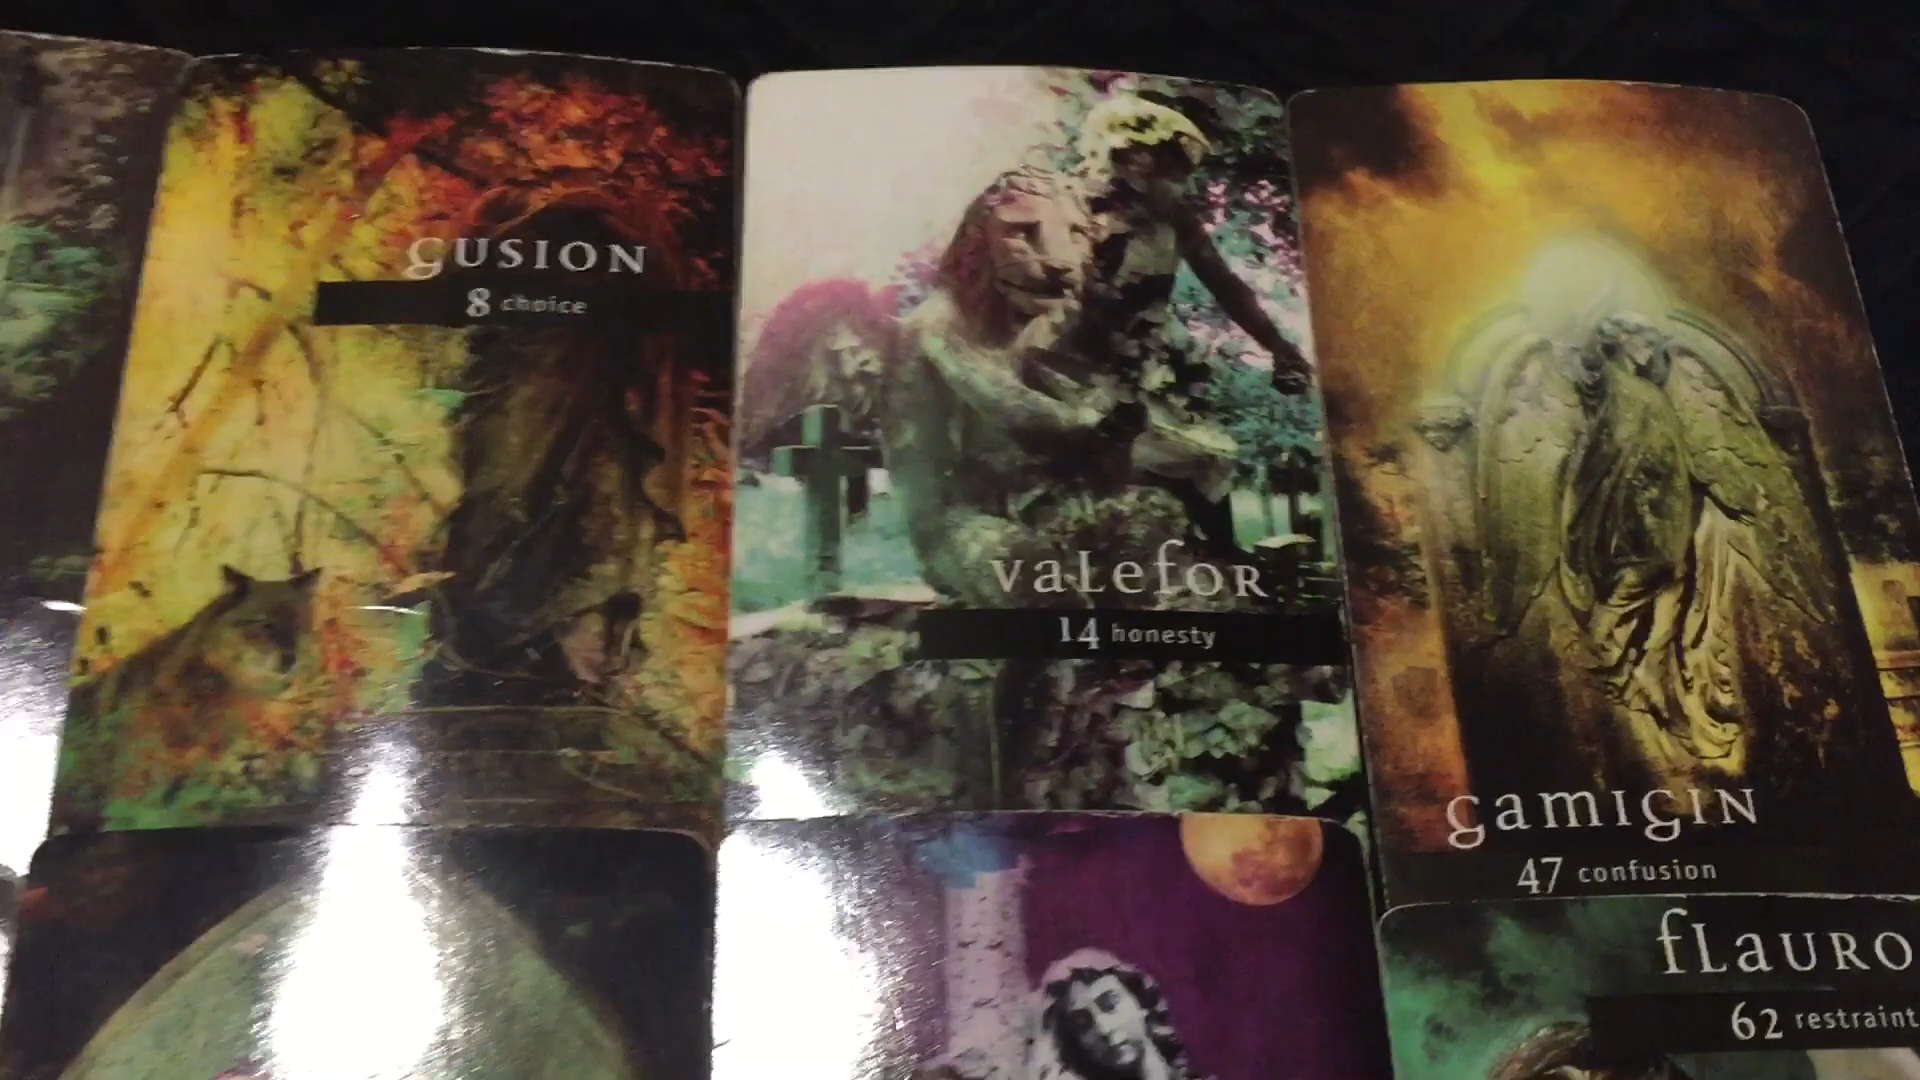 GUSION
8 choice
valefor
14 honesty
gamigin
47 confusion
flauro
62 restraint